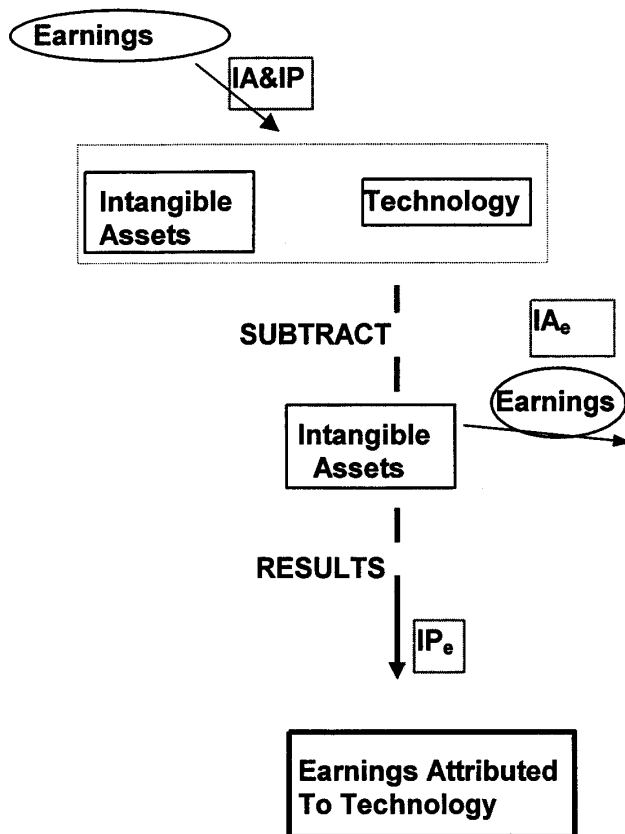 Earnings
IA&IP
Intangible
Assets
Technology
SUBTRACT
IAe
Earnings
Intangible
Assets
RESULTS
IPe
Earnings Attributed
To Technology